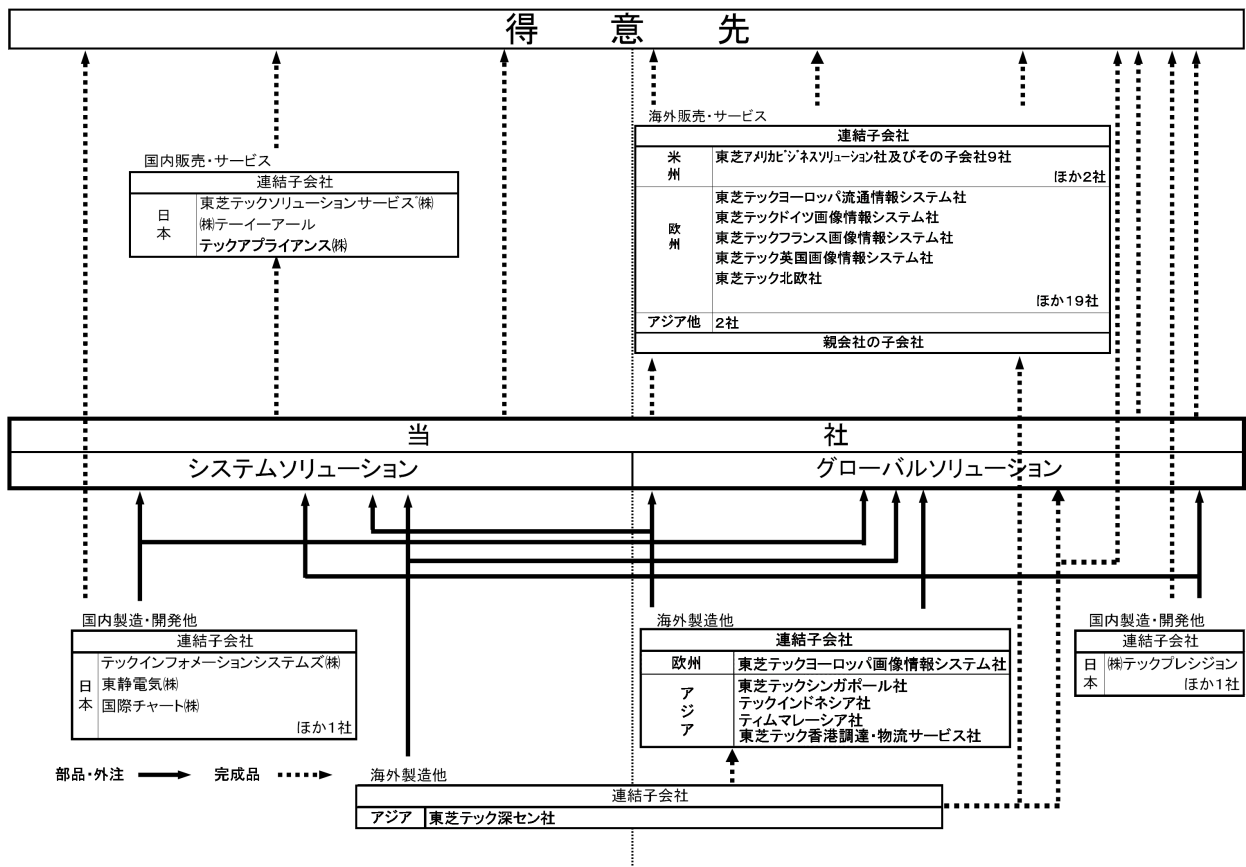 得意先
海外販売・サービス
連結子会社
米州
東芝アメリカビジネスソリューション社及びその子会社9社
ほか2社
欧州
東芝テックヨーロッパ流通情報システム社
東芝テックドイツ画像情報システム社
東芝テックフランス画像情報システム社
東芝テック英国画像情報システム社
東芝テック北欧社
ほか19社
アジア他
2社
親会社の子会社
国内販売・サービス
連結子会社
日本
東芝テックソリューションサービス㈱
㈱テーイーアール
テックアプライアンス㈱
当社
システムソリューション
グローバルソリューション
国内製造・開発他
連結子会社
日本
テックインフォメーションシステムズ㈱
東静電気㈱
国際チャート㈱
ほか1社
海外製造他
連結子会社
欧州
東芝テックヨーロッパ画像情報システム社
アジア
東芝テックシンガポール社
テックインドネシア社
ティムマレーシア社
東芝テック香港調達・物流サービス社
国内製造・開発他
連結子会社
日本
㈱テックプレシジョン
ほか1社
部品・外注
完成品
海外製造他
連結子会社
アジア
東芝テック深セン社